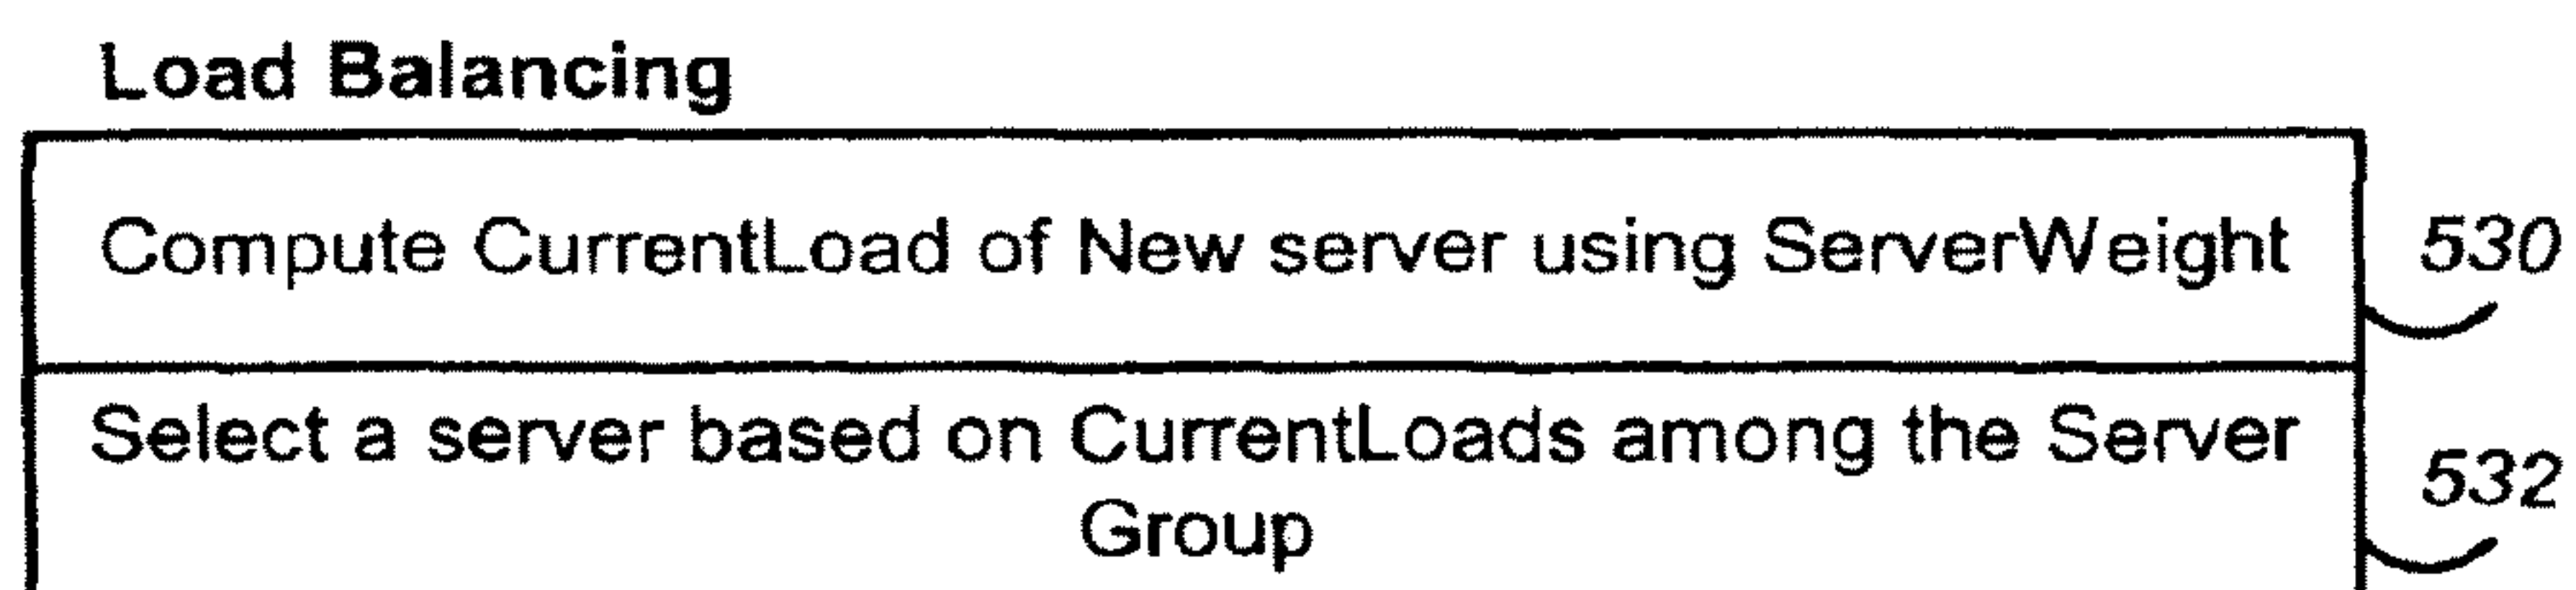 Load Balancing
Compute CurrentLoad of New server using ServerWeight
530
Select a server based on CurrentLoads among the Server
Group
532